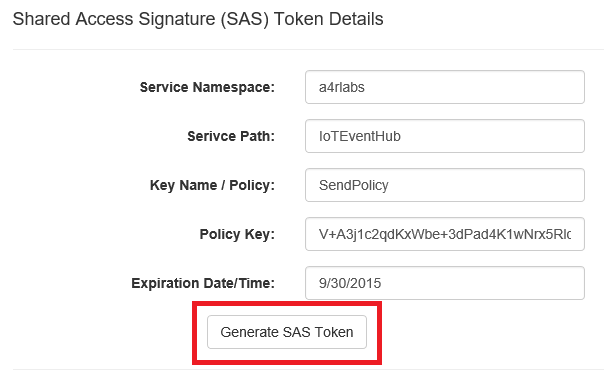 Shared Access Signature (SAS) Token Details
Service Namespace: a4rlabs
Serivce Path: IoTEventHub
Key Name / Policy: SendPolicy
Policy Key: V+A3j1c2qdKxWbe+3dPad4K1wNrx5Rl
Expiration Date/Time: 9/30/2015
Generate SAS Token